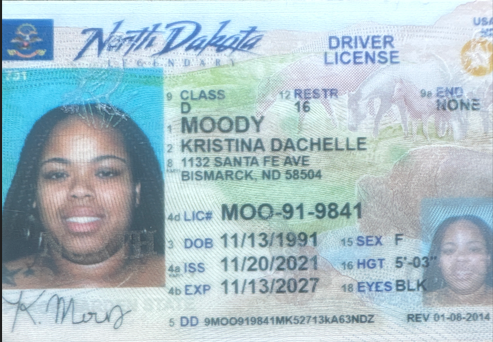 North Dakota
LEGENDARY
DRIVER
LICENSE
USA
731
9 CLASS
D
12 RESTR
16
9a END
NONE
1 MOODY
2 KRISTINA DACHELLE
8 1132 SANTA FE AVE
BISMARCK, ND 58504
4d LIC# MOO-91-9841
3 DOB 11/13/1991
15 SEX F
4a ISS 11/20/2021
16 HGT 5'-03"
4b EXP 11/13/2027
18 EYES BLK
5 DD 9MOO919841MK52713kA63NDZ
REV 01-08-2014